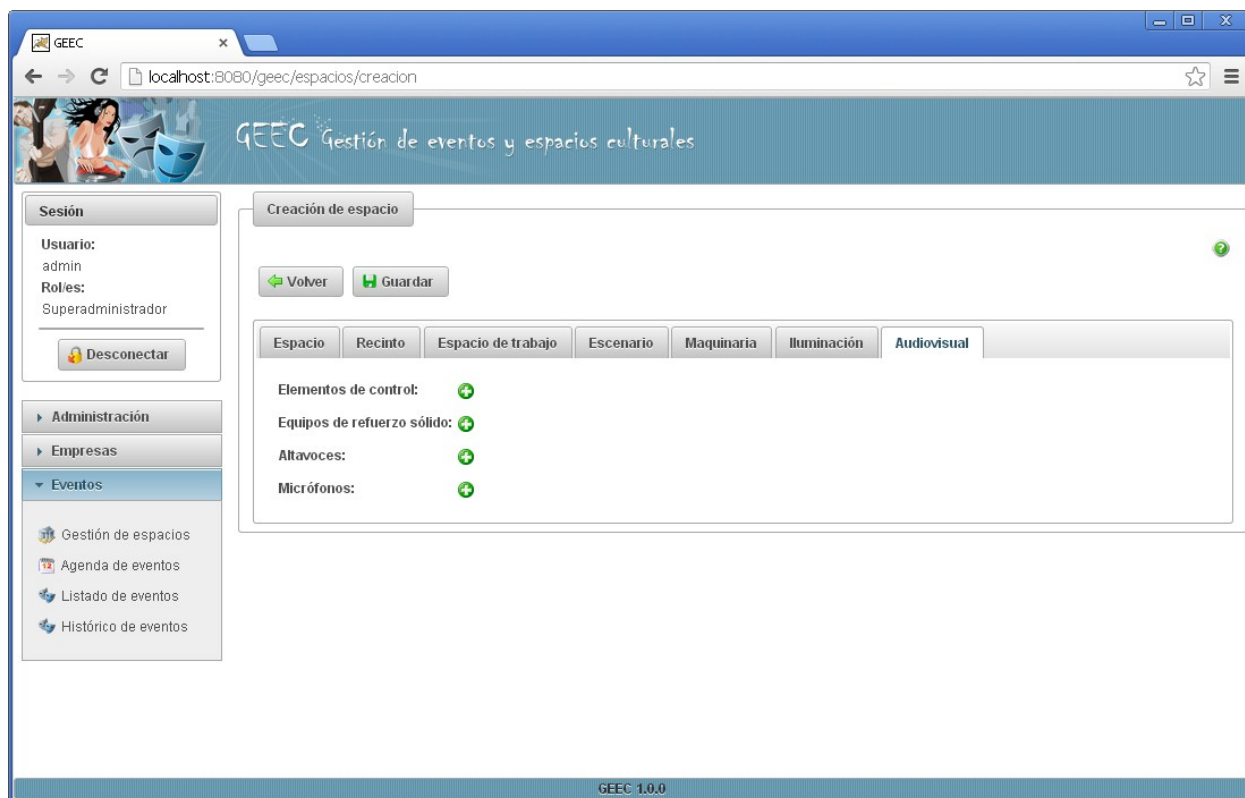 GEEC
localhost:8080/geec/espacios/creacion
GEEC Gestión de eventos y espacios culturales
Sesión
Usuario:
admin
Rol/es:
Superadministrador
Desconectar
Administración
Empresas
Eventos
Gestión de espacios
12 Agenda de eventos
Listado de eventos
Histórico de eventos
Creación de espacio
Volver Guardar
Espacio Recinto Espacio de trabajo Escenario Maquinaria Iluminación Audiovisual
Elementos de control:
Equipos de refuerzo sólido:
Altavoces:
Micrófonos:
GEEC 1.0.0